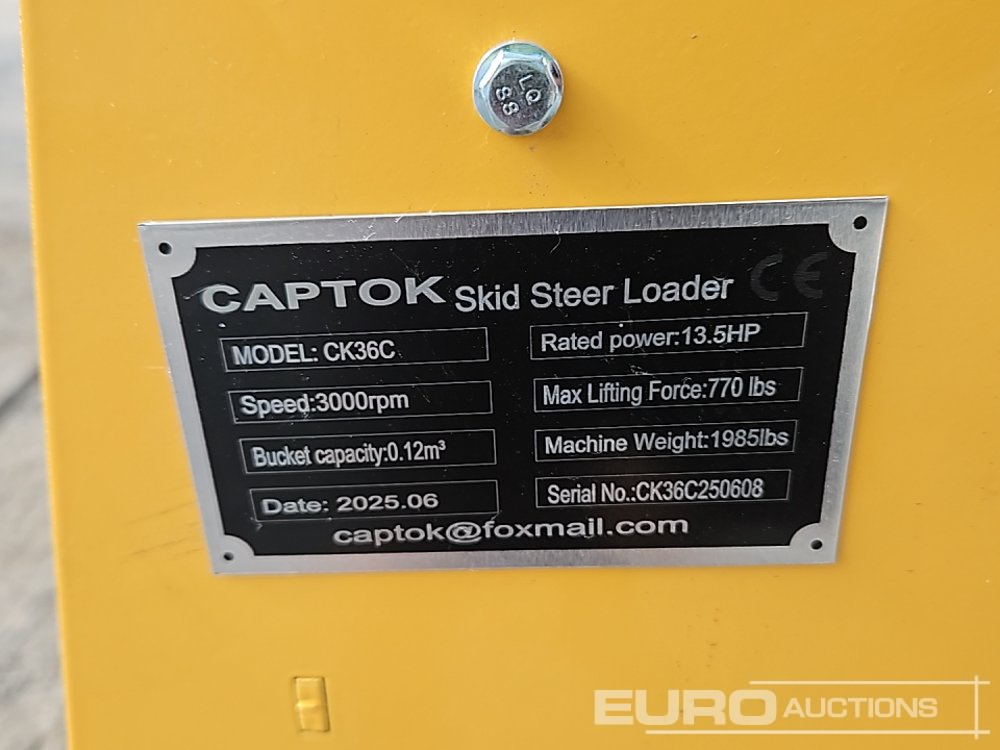 LQ
88
CAPTOK Skid Steer Loader CE
MODEL: CK36C
Rated power:13.5HP
Speed:3000rpm
Max Lifting Force:770 lbs
Bucket capacity:0.12m³
Machine Weight:1985lbs
Date: 2025.06
Serial No.:CK36C250608
captok@foxmail.com
EURO AUCTIONS